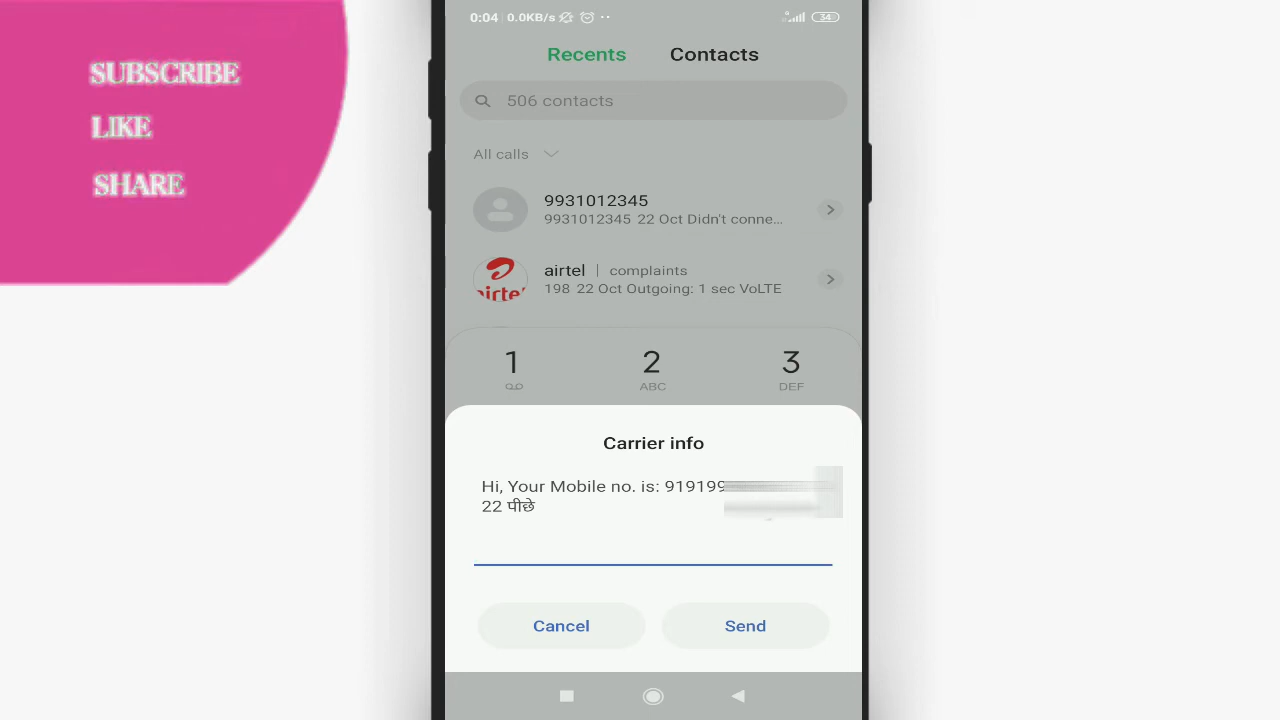 SUBSCRIBE
LIKE
SHARE
0:04 0.0KB/s 34
Recents Contacts
506 contacts
All calls
9931012345
9931012345 22 Oct Didn't conne...
airtel | complaints
198 22 Oct Outgoing: 1 sec VoLTE
airtel
1 2 3
ABC DEF
Carrier info
Hi, Your Mobile no. is: 919199
22 पीछे
Cancel Send